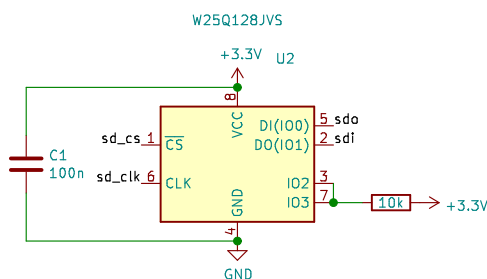 W25Q128JVS
+3.3V
U2
8
VCC
5 sdo
DI(IO0)
sd_cs 1
CS
DO(IO1)
2 sdi
C1
100n
sd_clk 6
CLK
IO2
3
IO3
7
10k
+3.3V
GND
4
GND